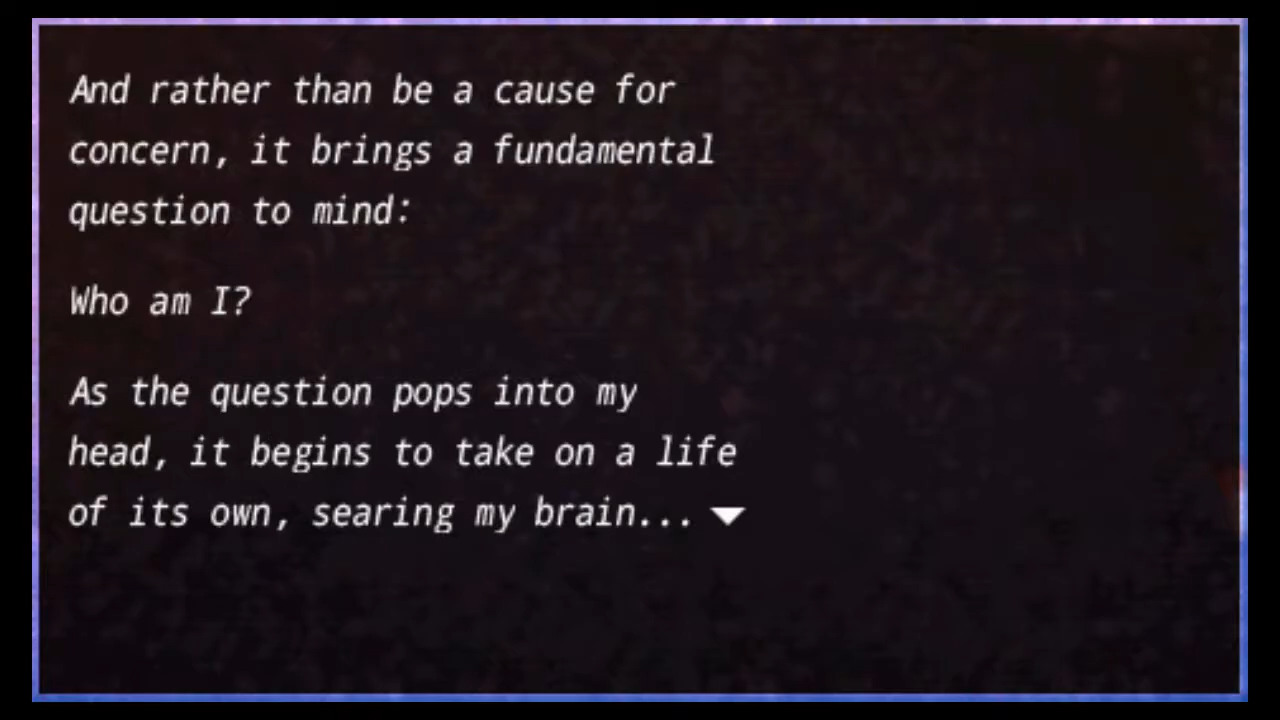 And rather than be a cause for
concern, it brings a fundamental
question to mind:
Who am I?
As the question pops into my
head, it begins to take on a life
of its own, searing my brain...